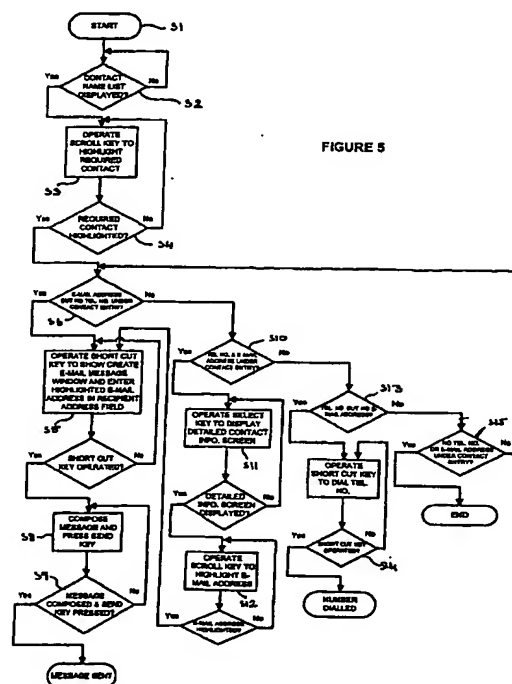 START
S1
CONTACT
NAME LIST
DISPLAYED?
Yes
No
S2
OPERATE
SCROLL KEY TO
HIGHLIGHT
REQUIRED
CONTACT
S3
FIGURE 5
REQUIRED
CONTACT
HIGHLIGHTED?
Yes
No
S4
E-MAIL ADDRESS
BUT NO TEL. NO. UNDER
CONTACT ENTRY?
Yes
No
S6
TEL. NO. & E-MAIL
ADDRESS UNDER
CONTACT ENTRY?
Yes
No
S10
OPERATE SHORT CUT
KEY TO SHOW CREATE
E-MAIL MESSAGE
WINDOW AND ENTER
HIGHLIGHTED E-MAIL
ADDRESS IN RECIPIENT
ADDRESS FIELD
TEL NO BUT NO E-
MAIL ADDRESS?
Yes
No
S13
OPERATE SELECT
KEY TO DISPLAY
DETAILED CONTACT
INFO. SCREEN
S11
NO TEL. NO.
OR E-MAIL ADDRESS
UNDER CONTACT
ENTRY?
Yes
No
S15
SHORT CUT
KEY OPERATED?
Yes
No
OPERATE
SHORT CUT KEY
TO DIAL TEL.
NO.
DETAILED
INFO. SCREEN
DISPLAYED?
Yes
No
END
S8
COMPOSE
MESSAGE AND
PRESS SEND
KEY
SHORT CUT KEY
OPERATED?
Yes
No
S14
OPERATE
SCROLL KEY TO
HIGHLIGHT E-
MAIL ADDRESS
S12
S9
MESSAGE
COMPOSED & SEND
KEY PRESSED?
Yes
No
E-MAIL ADDRESS
HIGHLIGHTED?
Yes
No
NUMBER
DIALLED
MESSAGE SENT